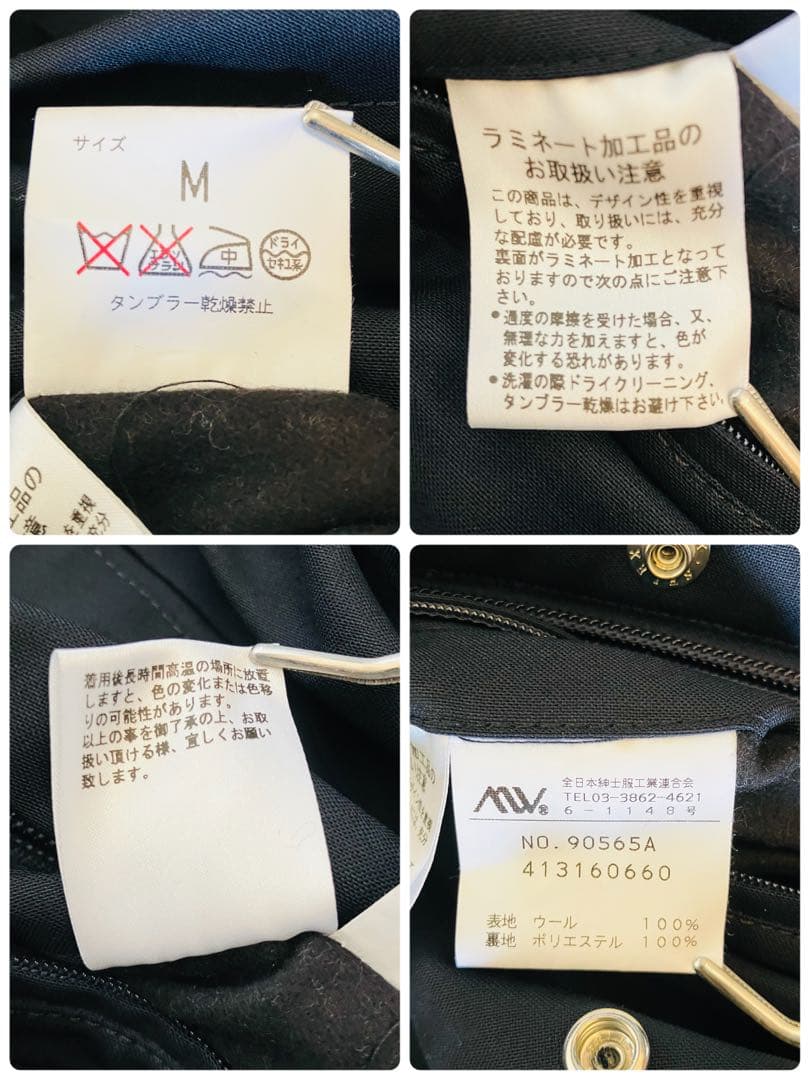 サイズ
M
エンソ
サラシ
中
ドライ
セキユ系
タンブラー乾燥禁止
ラミネート加工品の
お取扱い注意
この商品は、デザイン性を重視
しており、取り扱いには、充分
な配慮が必要です。
裏面がラミネート加工となって
おりますので次の点にご注意下
さい。
●過度の摩擦を受けた場合、又、
無理な力を加えますと、色が
変化する恐れがあります。
●洗濯の際ドライクリーニング、
タンブラー乾燥はお避け下さい。
着用後長時間高温の場所に放置
しますと、色の変化または色移
りの可能性があります。
以上の事を御了承の上、お取
扱い頂ける様、宜しくお願い
致します。
全日本紳士服工業連合会
TEL03-3862-4621
6-1148号
NO.90565A
413160660
表地 ウール 100%
裏地 ポリエステル 100%